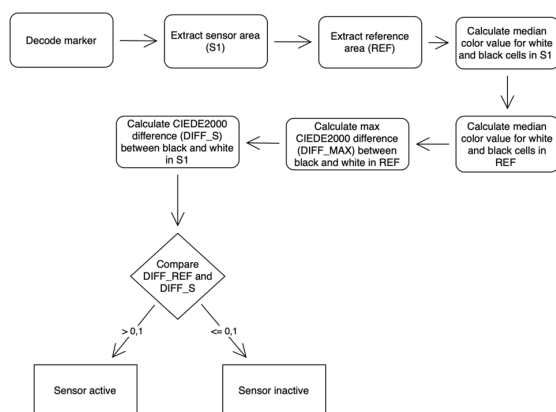 Decode marker
Extract sensor area
(S1)
Extract reference
area (REF)
Calculate median
color value for white
and black cells in S1
Calculate CIEDE2000
difference (DIFF_S)
between black and white
in S1
Calculate max
CIEDE2000 difference
(DIFF_MAX) between
black and white in REF
Calculate median
color value for white
and black cells in
REF
Compare
DIFF_REF and
DIFF_S
> 0,1
<= 0,1
Sensor active
Sensor inactive